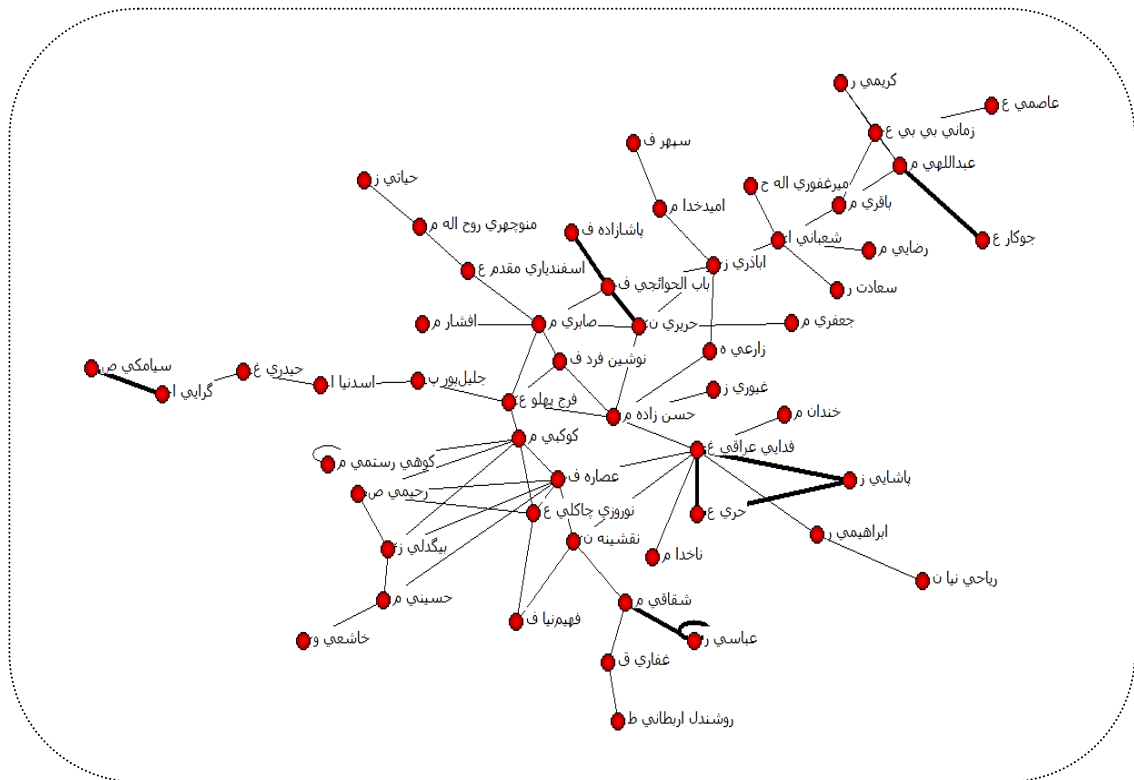 كريمي ر
عاصمي ع
زماني بي بي ع
سپهر ف
عبداللهي م
حياتي ز
ميرغفوري اله ح
باقري م
اميدخدا م
منوچهري روح اله م
پاشازاده ف
شعباني ا
جوكار ع
رضايي م
اباذري ز
اسفندياري مقدم ع
باب الحوائجي ف
سعادت ر
افشار م
صابري م
حريري ن
جعفري م
زارعي ه
نوشين فرد ف
سيامكي ص
حيدري غ
گرايي ا
اسدنيا ا
جليل‌پور پ
غيوري ز
فرج پهلو ع
حسن زاده م
خندان م
كوكبي م
فدايي عراقي غ
كوهي رستمي م
عصاره ف
پاشايي ز
رحيمي ص
نوروزي چاكلي ع
حري ع
ابراهيمي ر
بيگدلي ز
نقشينه ن
ناخدا م
رياحي نيا ن
حسيني م
شقاقي م
فهيم‌نيا ف
خاشعي و
عباسي ر
غفاري ق
روشندل اربطاني ط